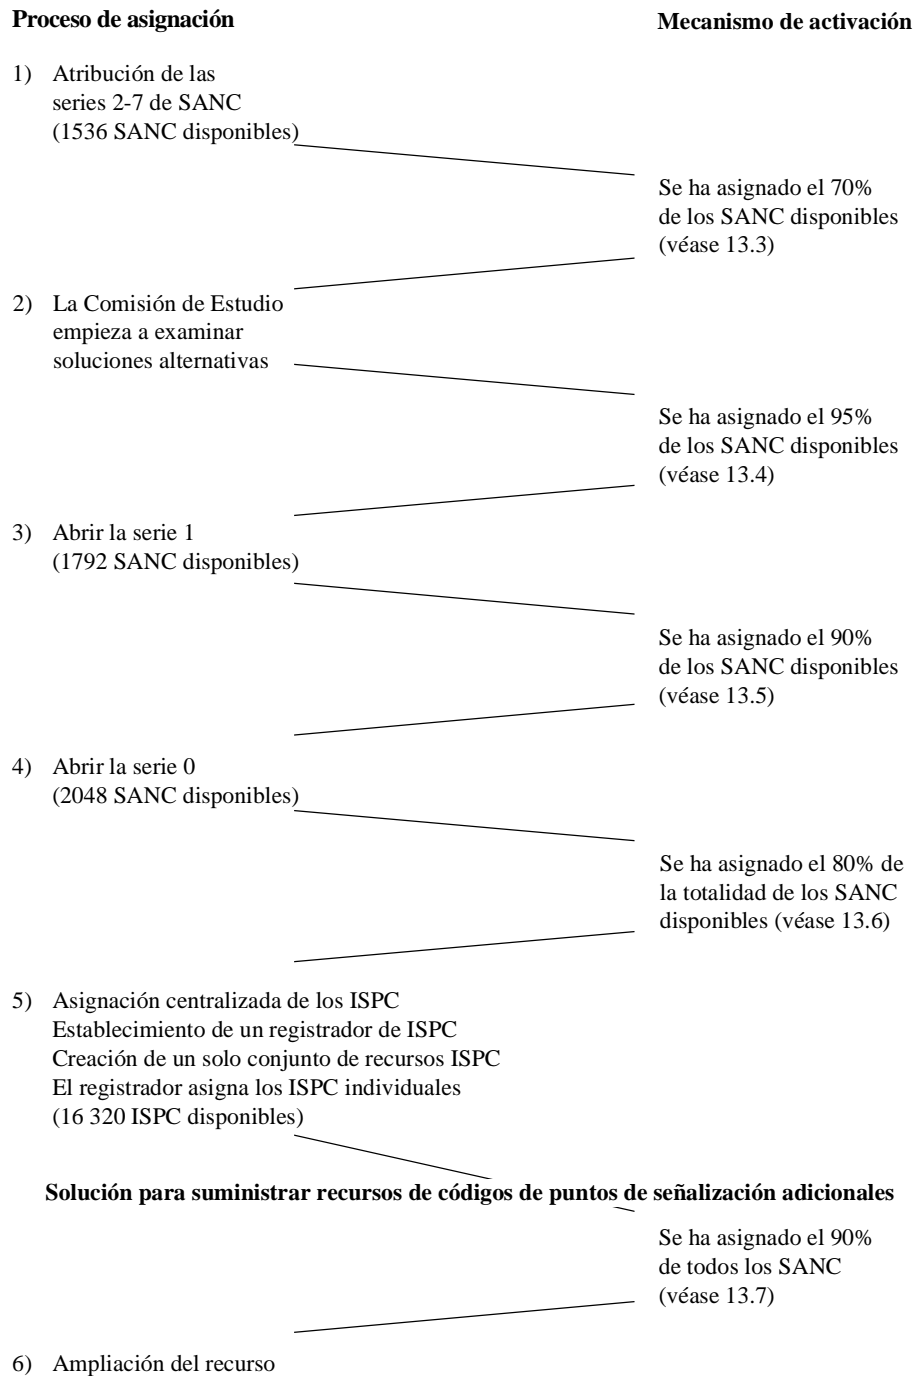 Proceso de asignación
Mecanismo de activación
1) Atribución de las
series 2-7 de SANC
(1536 SANC disponibles)
Se ha asignado el 70%
de los SANC disponibles
(véase 13.3)
2) La Comisión de Estudio
empieza a examinar
soluciones alternativas
Se ha asignado el 95%
de los SANC disponibles
(véase 13.4)
3) Abrir la serie 1
(1792 SANC disponibles)
Se ha asignado el 90%
de los SANC disponibles
(véase 13.5)
4) Abrir la serie 0
(2048 SANC disponibles)
Se ha asignado el 80% de
la totalidad de los SANC
disponibles (véase 13.6)
5) Asignación centralizada de los ISPC
Establecimiento de un registrador de ISPC
Creación de un solo conjunto de recursos ISPC
El registrador asigna los ISPC individuales
(16 320 ISPC disponibles)
Solución para suministrar recursos de códigos de puntos de señalización adicionales
Se ha asignado el 90%
de todos los SANC
(véase 13.7)
6) Ampliación del recurso